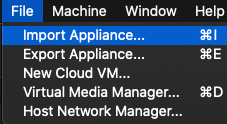 File Machine Window Help
Import Appliance... ⌘I
Export Appliance... ⌘E
New Cloud VM...
Virtual Media Manager... ⌘D
Host Network Manager...